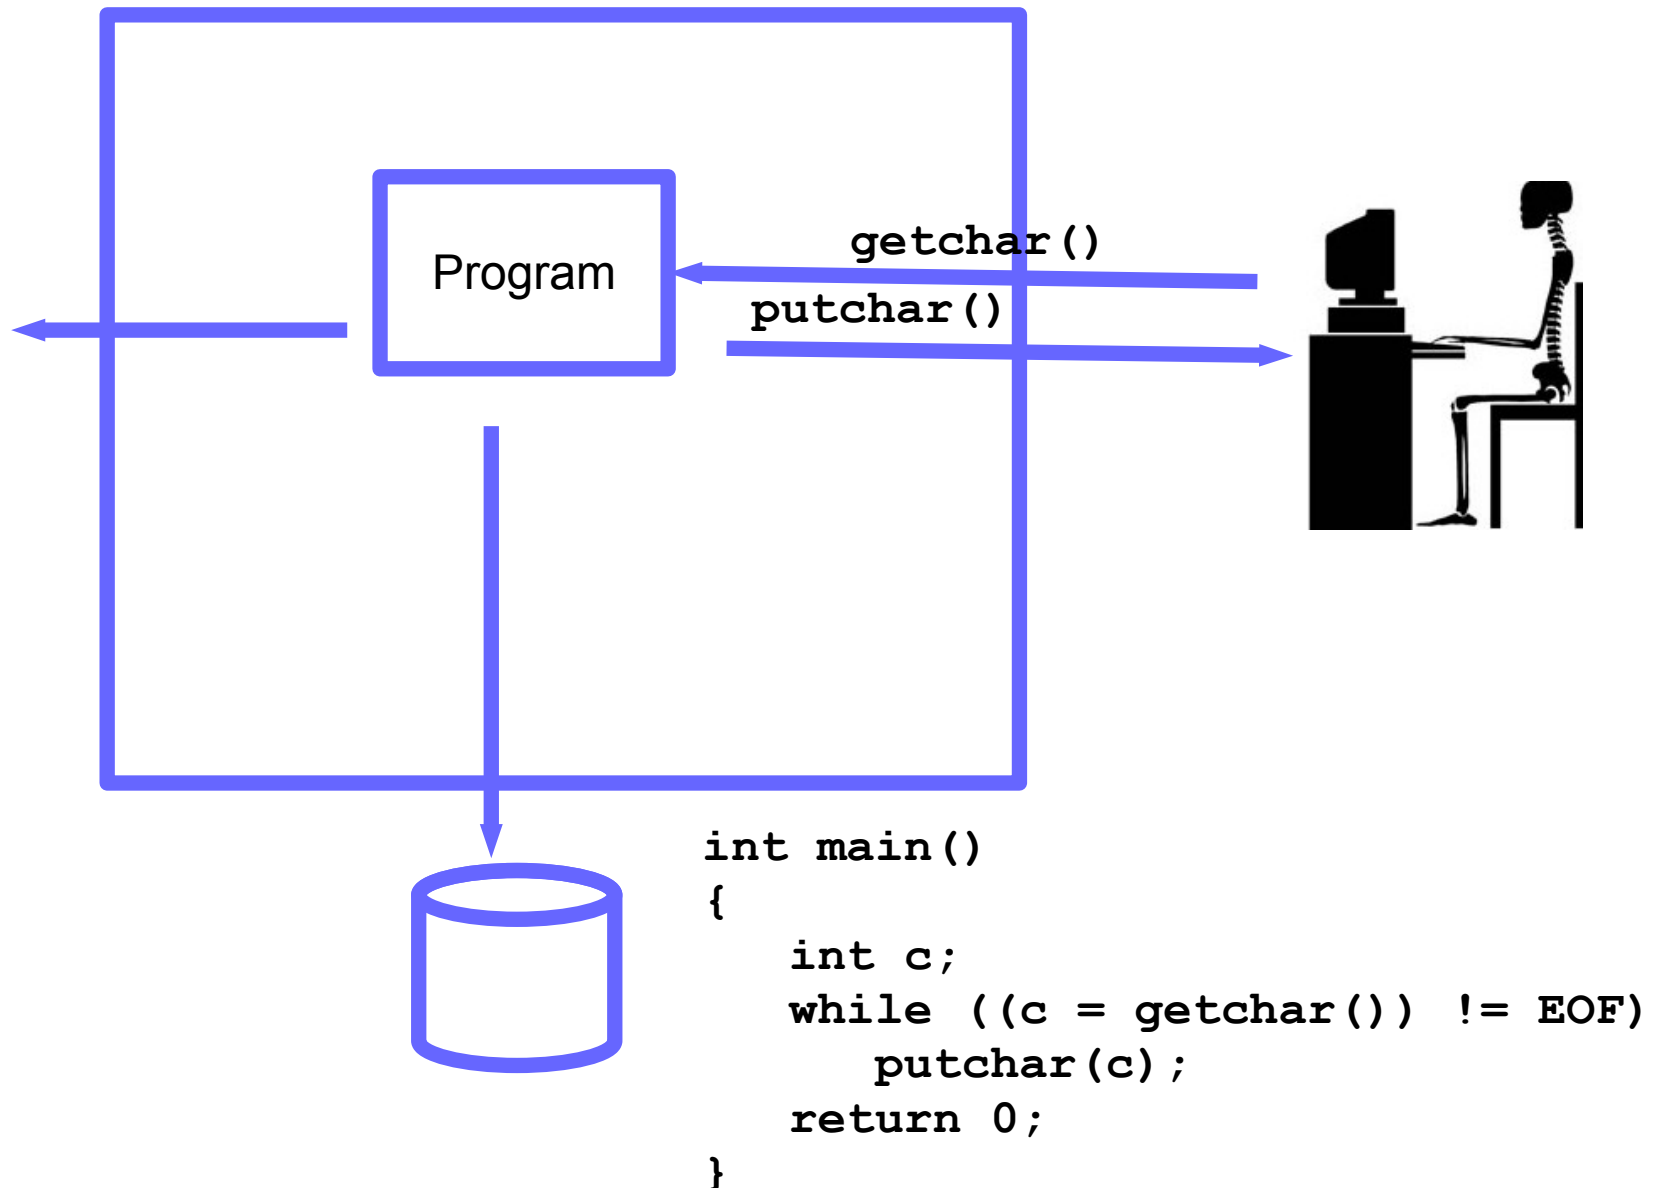 getchar()
Program
putchar()
int main()
{
int c;
while ((c = getchar()) != EOF)
putchar(c);
return 0;
}